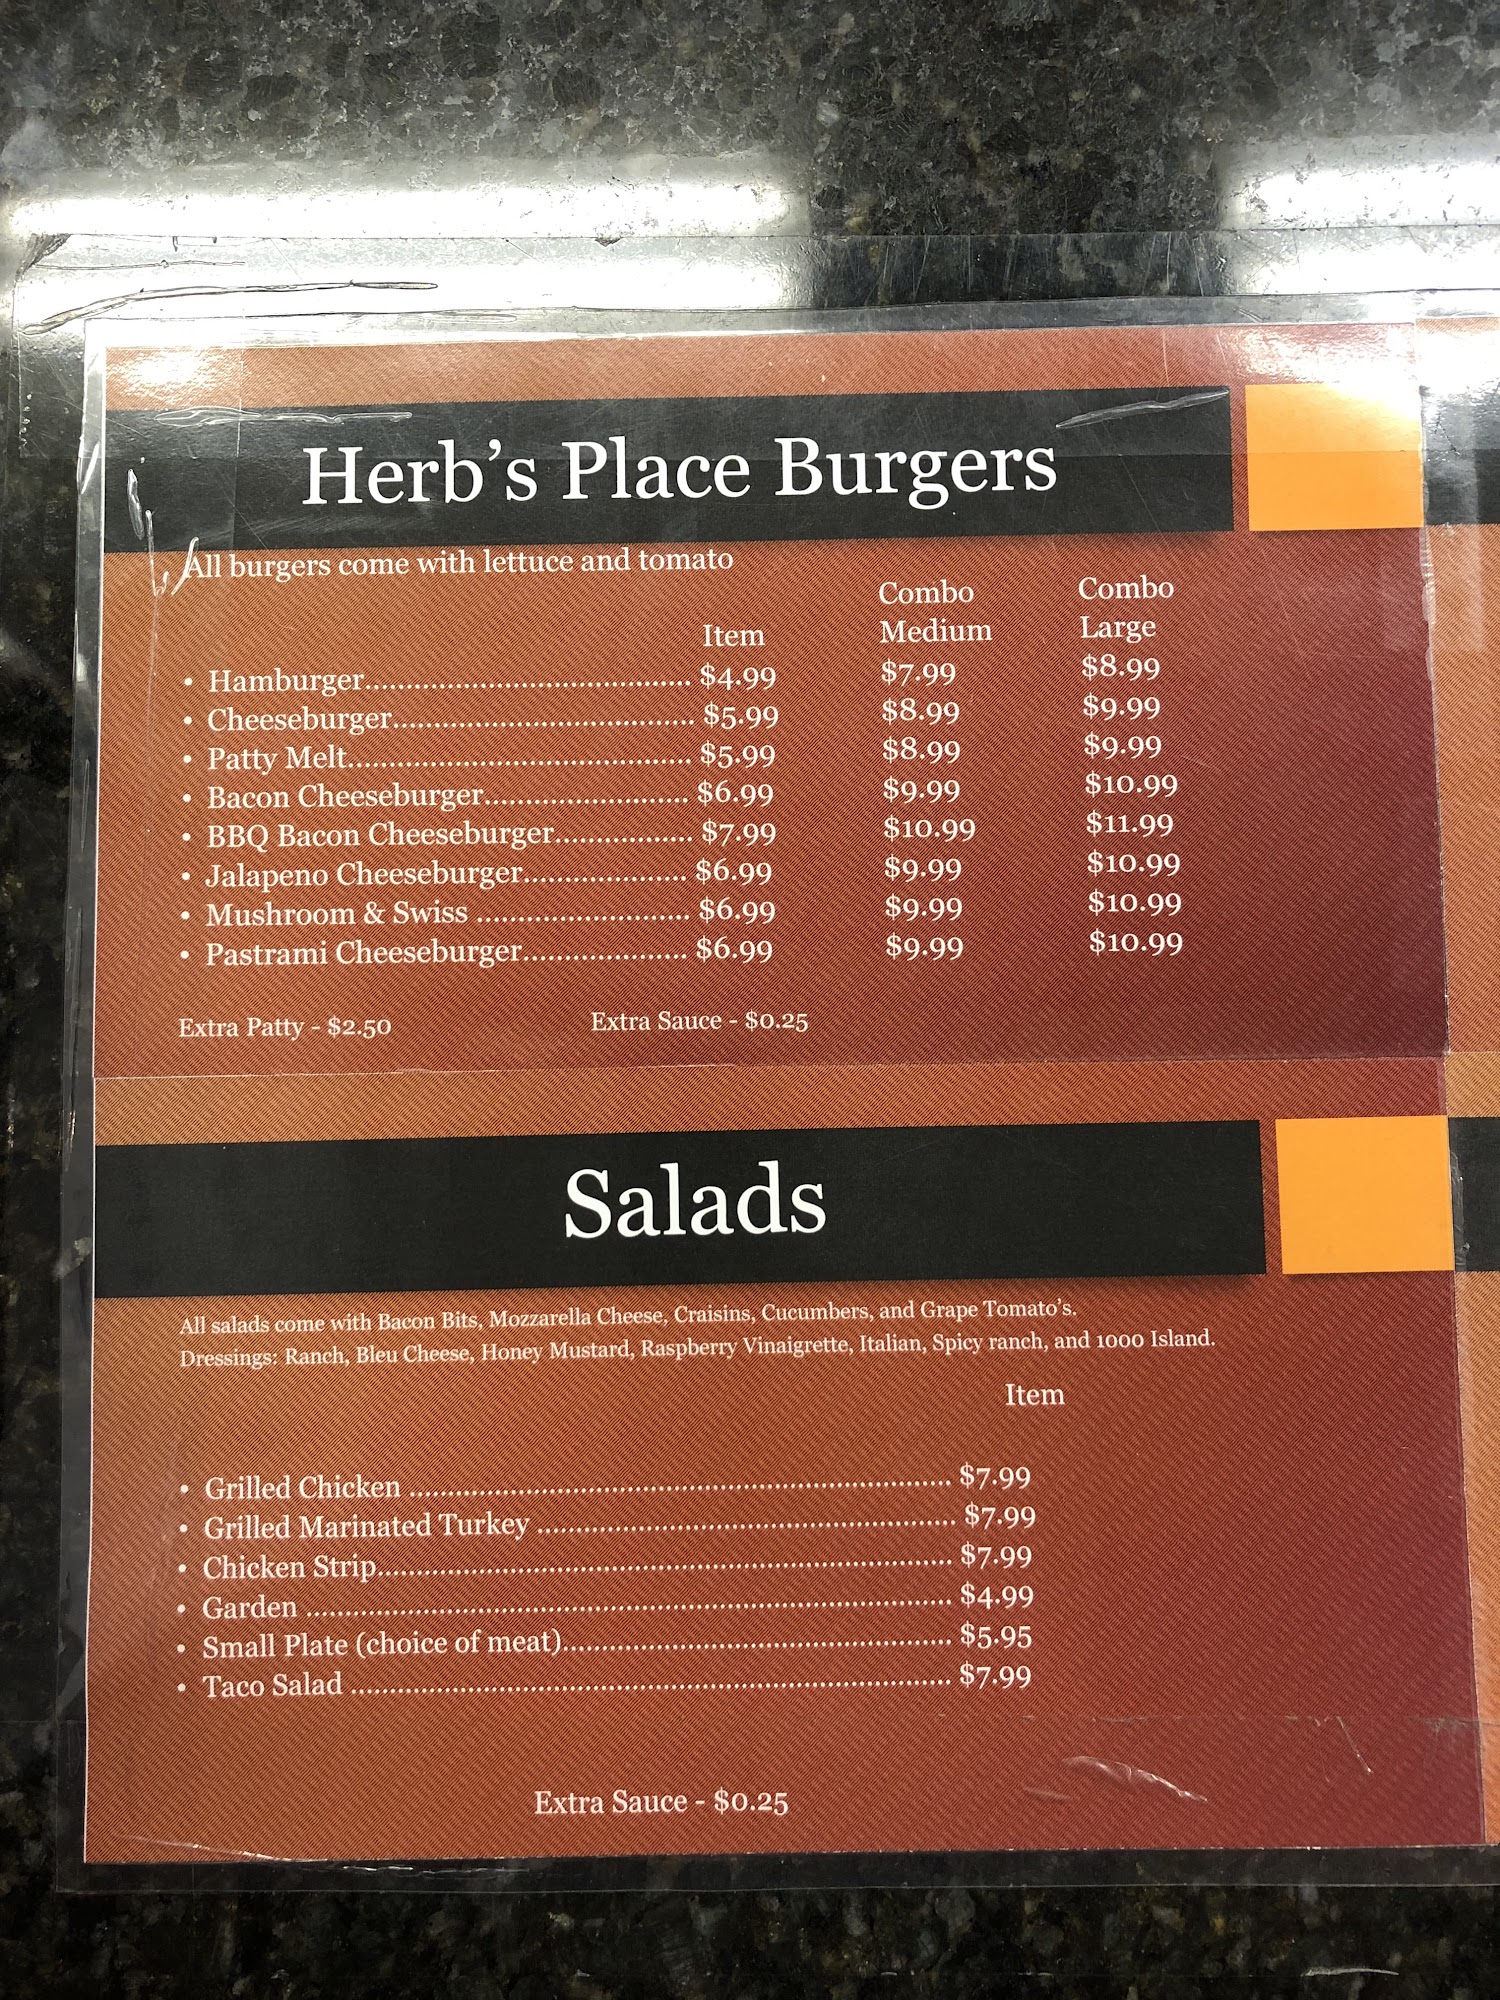 Herb's Place Burgers
All burgers come with lettuce and tomato
Combo Combo
Item Medium Large
• Hamburger....................................... $4.99 $7.99 $8.99
• Cheeseburger.................................... $5.99 $8.99 $9.99
• Patty Melt......................................... $5.99 $8.99 $9.99
• Bacon Cheeseburger......................... $6.99 $9.99 $10.99
• BBQ Bacon Cheeseburger................. $7.99 $10.99 $11.99
• Jalapeno Cheeseburger.................... $6.99 $9.99 $10.99
• Mushroom & Swiss .......................... $6.99 $9.99 $10.99
• Pastrami Cheeseburger.................... $6.99 $9.99 $10.99
Extra Patty - $2.50 Extra Sauce - $0.25
Salads
All salads come with Bacon Bits, Mozzarella Cheese, Craisins, Cucumbers, and Grape Tomato's.
Dressings: Ranch, Bleu Cheese, Honey Mustard, Raspberry Vinaigrette, Italian, Spicy ranch, and 1000 Island.
Item
• Grilled Chicken .................................................................. $7.99
• Grilled Marinated Turkey ................................................... $7.99
• Chicken Strip...................................................................... $7.99
• Garden ............................................................................... $4.99
• Small Plate (choice of meat)............................................... $5.95
• Taco Salad ......................................................................... $7.99
Extra Sauce - $0.25